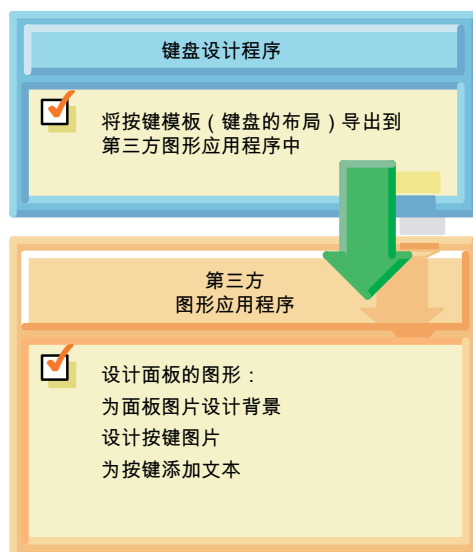 键盘设计程序
将按键模板（键盘的布局）导出到
第三方图形应用程序中
第三方
图形应用程序
设计面板的图形：
为面板图片设计背景
设计按键图片
为按键添加文本